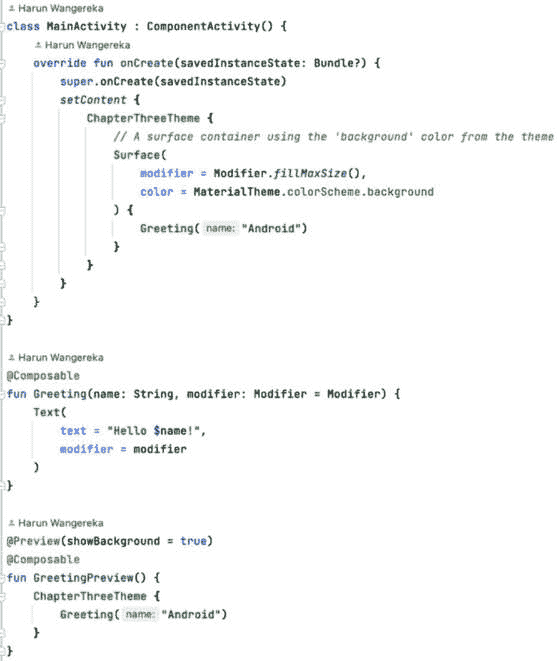 Harun Wangereka
class MainActivity : ComponentActivity() {
Harun Wangereka
override fun onCreate(savedInstanceState: Bundle?) {
super.onCreate(savedInstanceState)
setContent {
ChapterThreeTheme {
// A surface container using the 'background' color from the theme
Surface(
modifier = Modifier.fillMaxSize(),
color = MaterialTheme.colorScheme.background
) {
Greeting( name: "Android")
}
}
}
}
}
Harun Wangereka
@Composable
fun Greeting(name: String, modifier: Modifier = Modifier) {
Text(
text = "Hello $name!",
modifier = modifier
)
}
Harun Wangereka
@Preview(showBackground = true)
@Composable
fun GreetingPreview() {
ChapterThreeTheme {
Greeting( name: "Android")
}
}